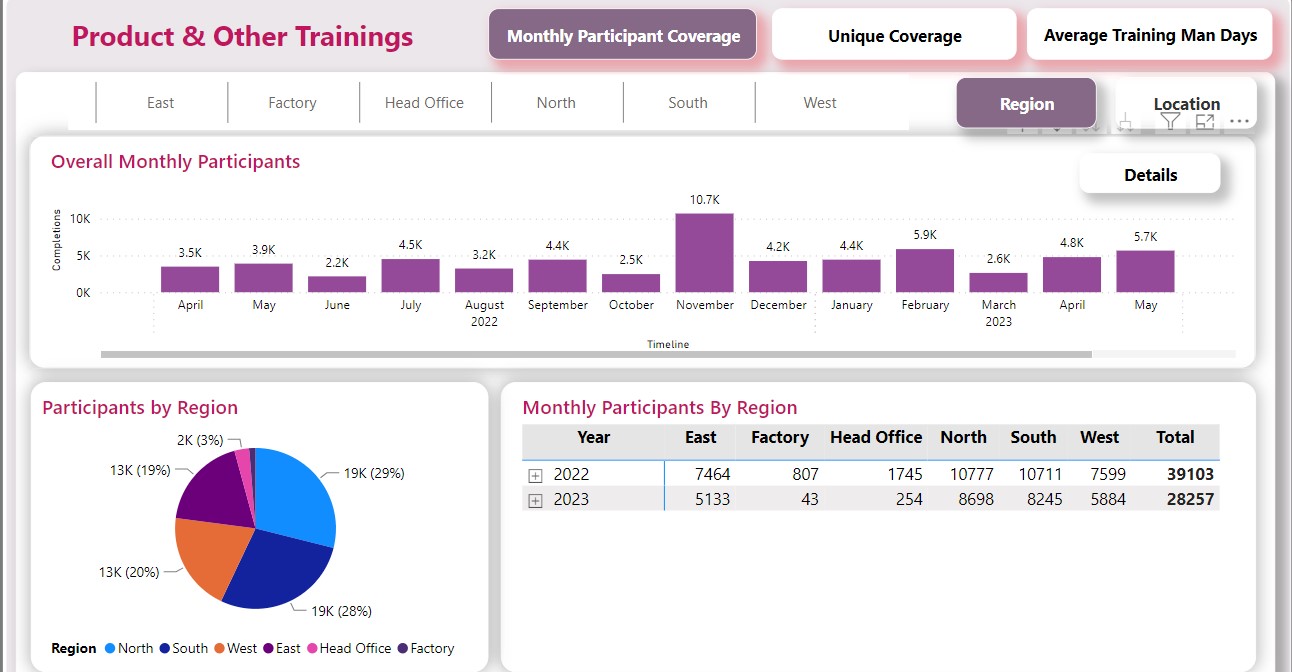 Product & Other Trainings
Monthly Participant Coverage
Unique Coverage
Average Training Man Days
East Factory Head Office North South West
Region
Location
Overall Monthly Participants
Details
Completions
10K
5K
0K
3.5K 3.9K 2.2K 4.5K 3.2K 4.4K 2.5K 10.7K 4.2K 4.4K 5.9K 2.6K 4.8K 5.7K
April May June July August September October November December January February March April May
2022 2023
Timeline
Participants by Region
2K (3%)
13K (19%)
19K (29%)
13K (20%)
19K (28%)
Region North South West East Head Office Factory
Monthly Participants By Region
Year East Factory Head Office North South West Total
2022 7464 807 1745 10777 10711 7599 39103
2023 5133 43 254 8698 8245 5884 28257